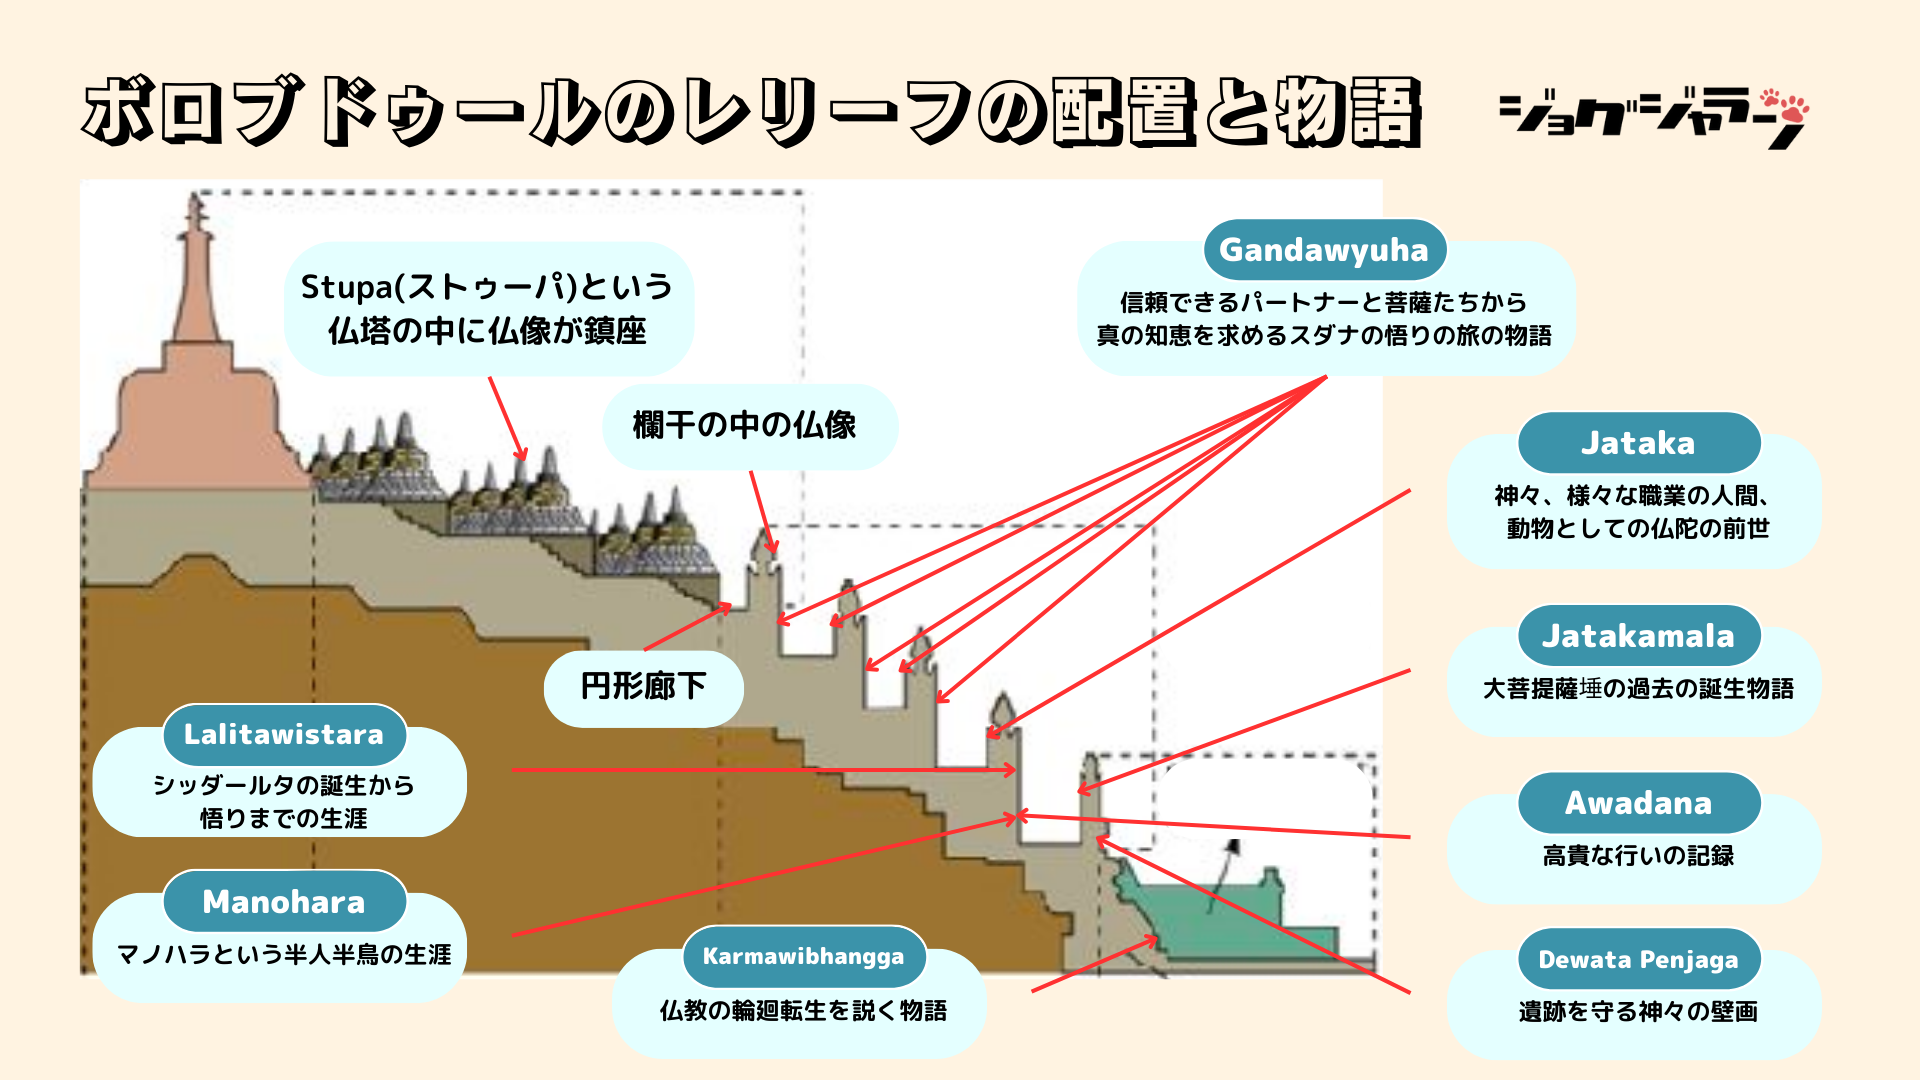 ボロブドゥールのレリーフの配置と物語
ジョグジャラン
Stupa(ストゥーパ)という
仏塔の中に仏像が鎮座
欄干の中の仏像
円形廊下
Gandawyuha
信頼できるパートナーと菩薩たちから
真の知恵を求めるスダナの悟りの旅の物語
Jataka
神々、様々な職業の人間、
動物としての仏陀の前世
Jatakamala
大菩提薩埵の過去の誕生物語
Awadana
高貴な行いの記録
Dewata Penjaga
遺跡を守る神々の壁画
Lalitawistara
シッダールタの誕生から
悟りまでの生涯
Manohara
マノハラという半人半鳥の生涯
Karmawibhangga
仏教の輪廻転生を説く物語